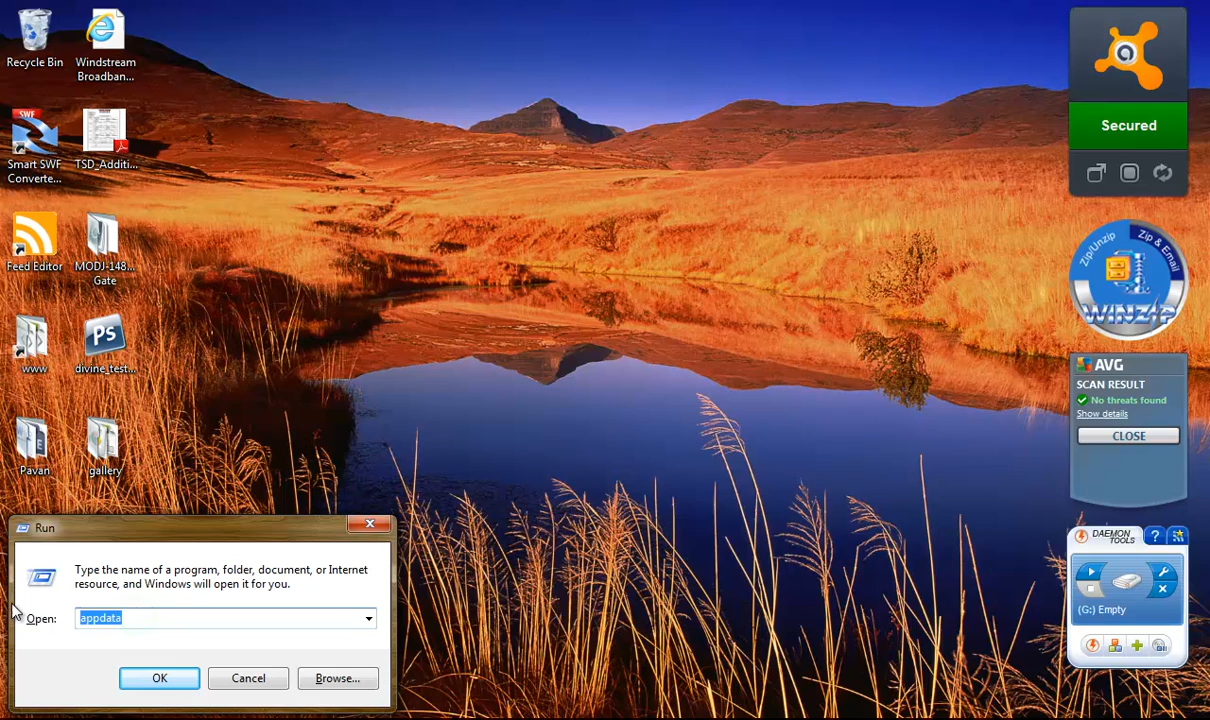 Recycle Bin
Windstream
Broadban...
SWF
Smart SWF
Converte...
TSD_Additi...
Feed Editor
MODJ-148...
Gate
www
Ps
divine_test...
Pavan
gallery
Secured
Zip/Unzip
Zip & Email
WINZIP
AVG
SCAN RESULT
No threats found
Show details
CLOSE
DAEMON
TOOLS
?
(G:) Empty
Run
Type the name of a program, folder, document, or Internet
resource, and Windows will open it for you.
Open:
appdata
OK
Cancel
Browse...